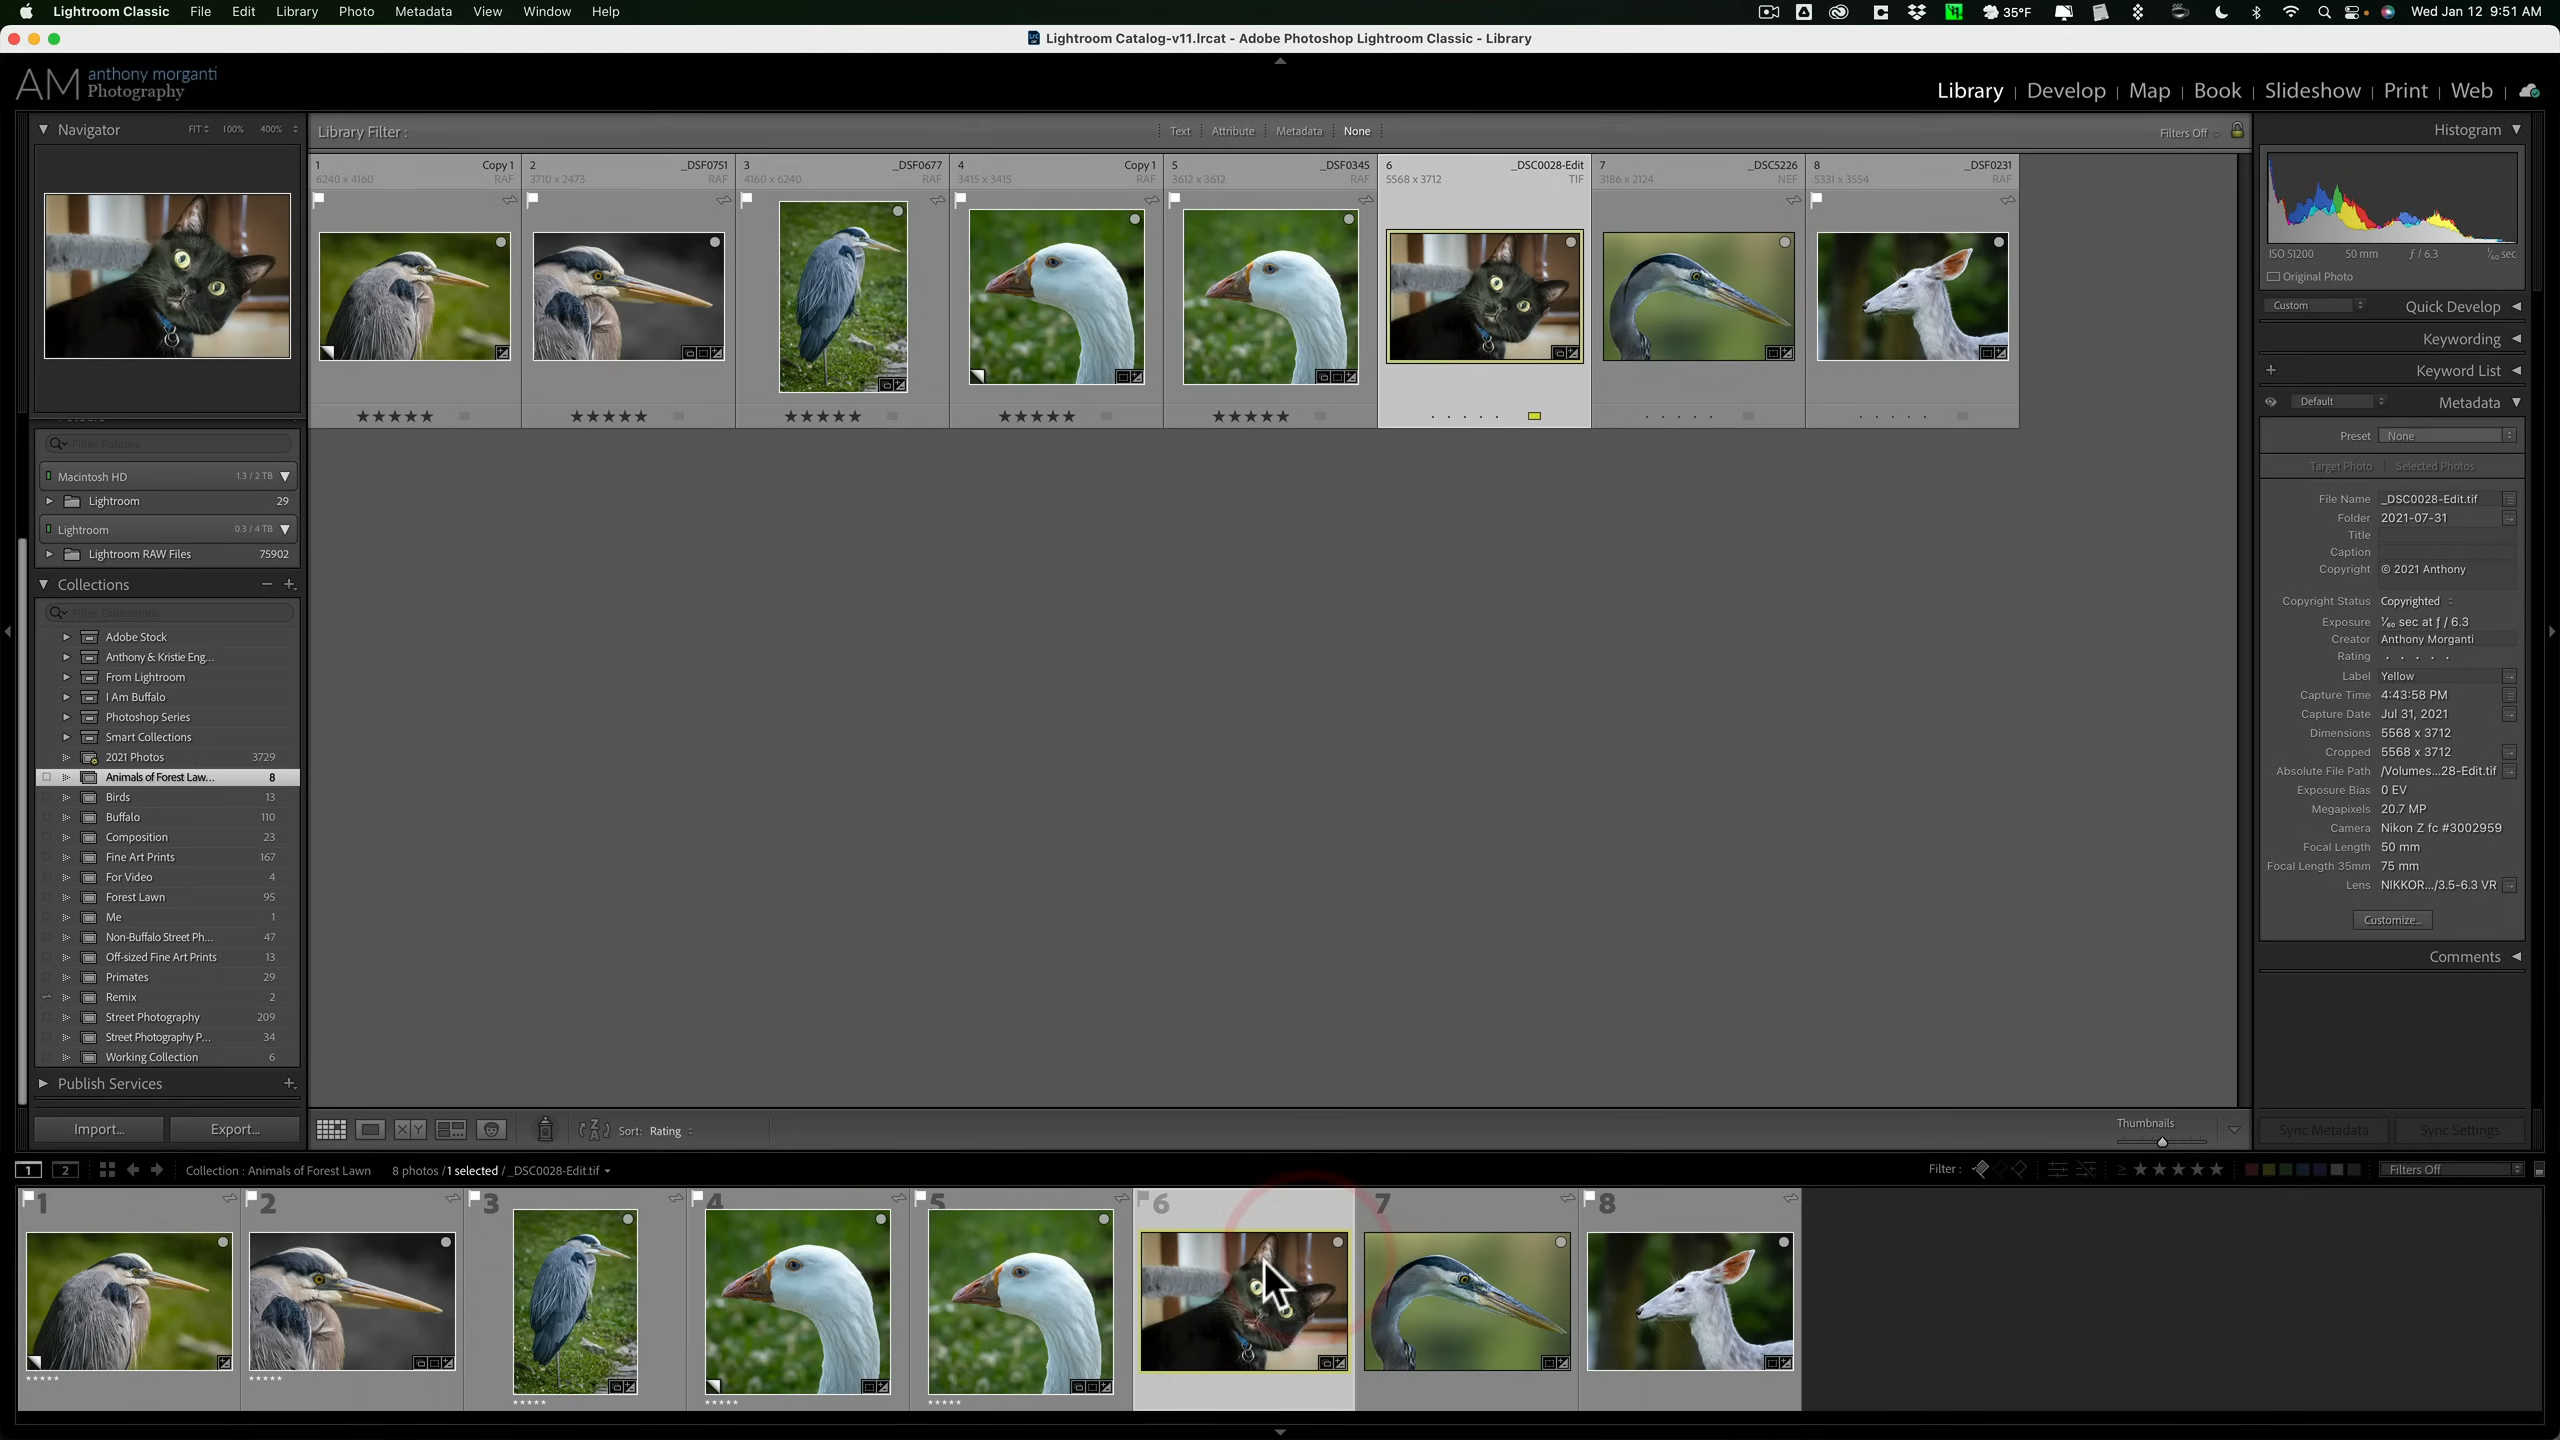 Lightroom Classic File Edit Library Photo Metadata View Window Help 35°F Wed Jan 12 9:51 AM
Lightroom Catalog-v11.lrcat - Adobe Photoshop Lightroom Classic - Library
AM anthony morganti
Photography
Library | Develop | Map | Book | Slideshow | Print | Web
Navigator FIT 100% 400%
Library Filter : Text Attribute Metadata None Filters Off
Histogram
1 Copy 1 2 _DSF0751 3 _DSF0677 4 Copy 1 5 _DSF0345 6 _DSC0028-Edit 7 _DSC5226 8 _DSF0231
6240 x 4160 RAF 3710 x 2473 RAF 4160 x 6240 RAF 3415 x 3415 RAF 3612 x 3612 RAF 5568 x 3712 TIF 3186 x 2124 NEF 5331 x 3554 RAF
ISO 51200 50 mm ƒ / 6.3 ¹⁄₆₀ sec
Original Photo
Custom Quick Develop
Keywording
Keyword List
Default Metadata
Preset None
Target Photo Selected Photos
File Name _DSC0028-Edit.tif
Folder 2021-07-31
Title
Caption
Copyright © 2021 Anthony
Copyright Status Copyrighted
Exposure ¹⁄₆₀ sec at ƒ / 6.3
Creator Anthony Morganti
Rating
Label Yellow
Capture Time 4:43:58 PM
Capture Date Jul 31, 2021
Dimensions 5568 x 3712
Cropped 5568 x 3712
Absolute File Path /Volumes...28-Edit.tif
Exposure Bias 0 EV
Megapixels 20.7 MP
Camera Nikon Z fc #3002959
Focal Length 50 mm
Focal Length 35mm 75 mm
Lens NIKKOR.../3.5-6.3 VR
Customize...
Comments
Filter Folders
Macintosh HD 1.3 / 2 TB
Lightroom 29
Lightroom 0.3 / 4 TB
Lightroom RAW Files 75902
Collections
Filter Collections
Adobe Stock
Anthony & Kristie Eng...
From Lightroom
I Am Buffalo
Photoshop Series
Smart Collections
2021 Photos 3729
Animals of Forest Law... 8
Birds 13
Buffalo 110
Composition 23
Fine Art Prints 167
For Video 4
Forest Lawn 95
Me 1
Non-Buffalo Street Ph... 47
Off-sized Fine Art Prints 13
Primates 29
Remix 2
Street Photography 209
Street Photography P... 34
Working Collection 6
Publish Services
Import... Export...
Sort: Rating Thumbnails
Sync Metadata Sync Settings
1 2 Collection : Animals of Forest Lawn 8 photos / 1 selected / _DSC0028-Edit.tif Filter : Filters Off
1 2 3 4 5 6 7 8